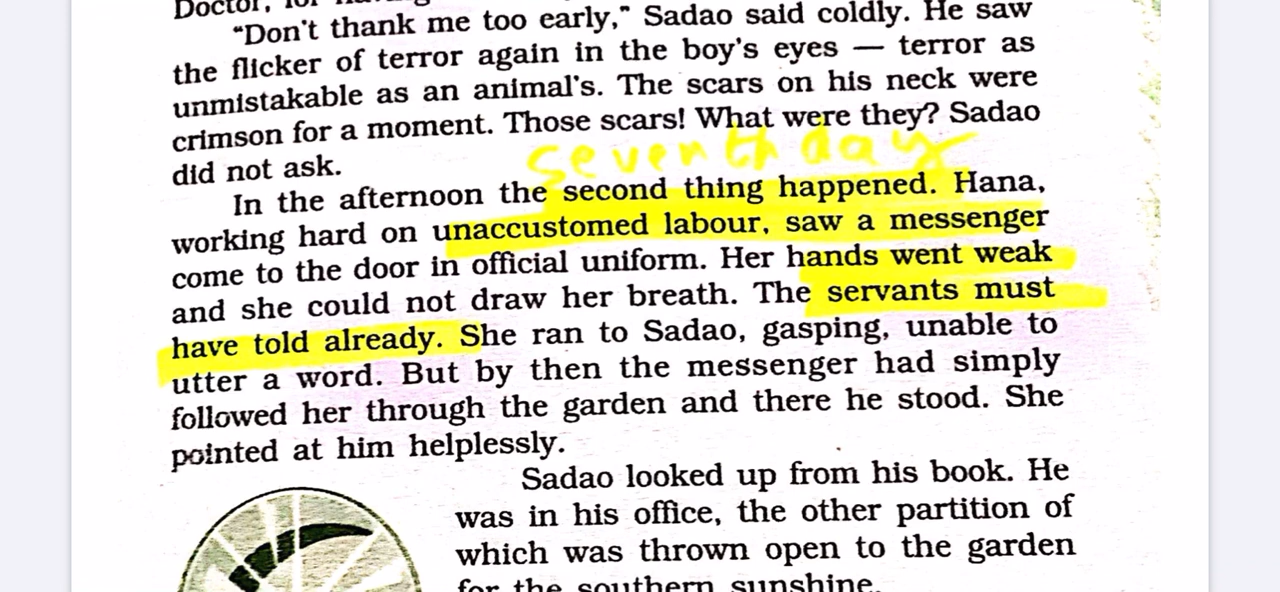 Doctor, for
"Don't thank me too early," Sadao said coldly. He saw
the flicker of terror again in the boy's eyes — terror as
unmistakable as an animal's. The scars on his neck were
crimson for a moment. Those scars! What were they? Sadao
did not ask.
Seventh day
In the afternoon the second thing happened. Hana,
working hard on unaccustomed labour, saw a messenger
come to the door in official uniform. Her hands went weak
and she could not draw her breath. The servants must
have told already. She ran to Sadao, gasping, unable to
utter a word. But by then the messenger had simply
followed her through the garden and there he stood. She
pointed at him helplessly.
Sadao looked up from his book. He
was in his office, the other partition of
which was thrown open to the garden
for the southern sunshine.